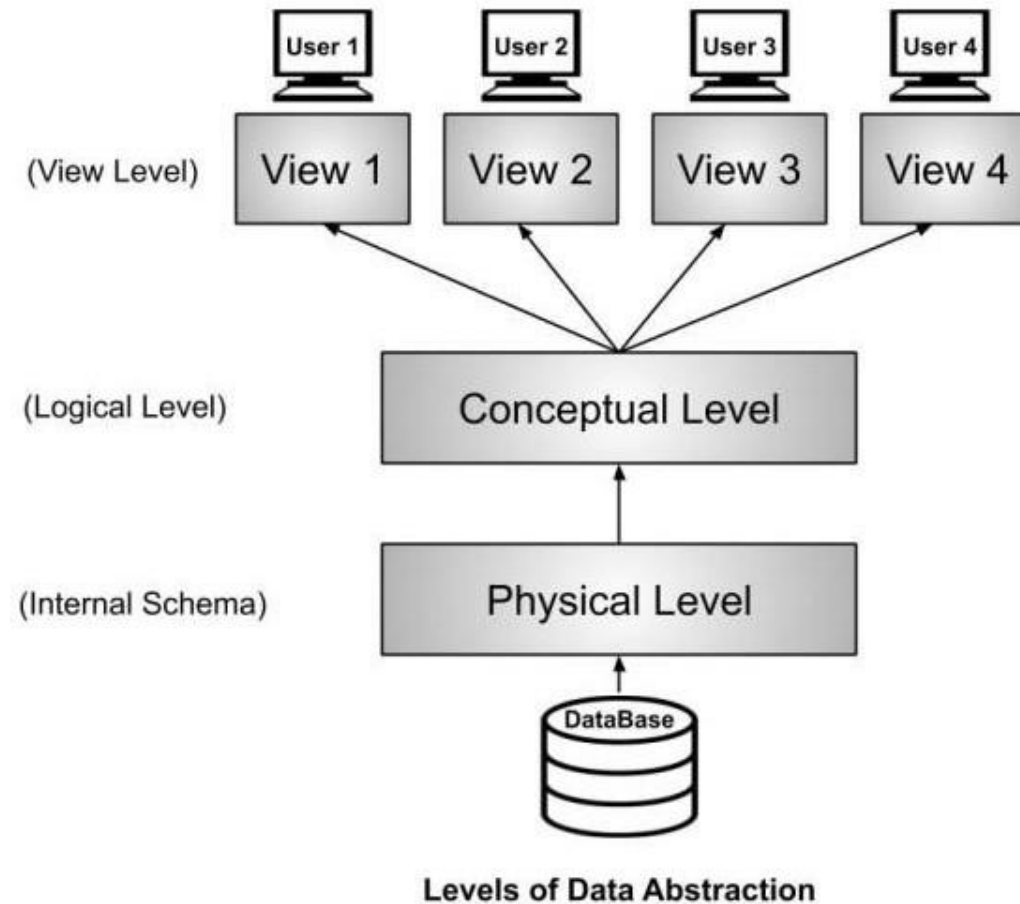 User 1 User 2 User 3 User 4
(View Level) View 1 View 2 View 3 View 4
(Logical Level) Conceptual Level
(Internal Schema) Physical Level
DataBase
Levels of Data Abstraction